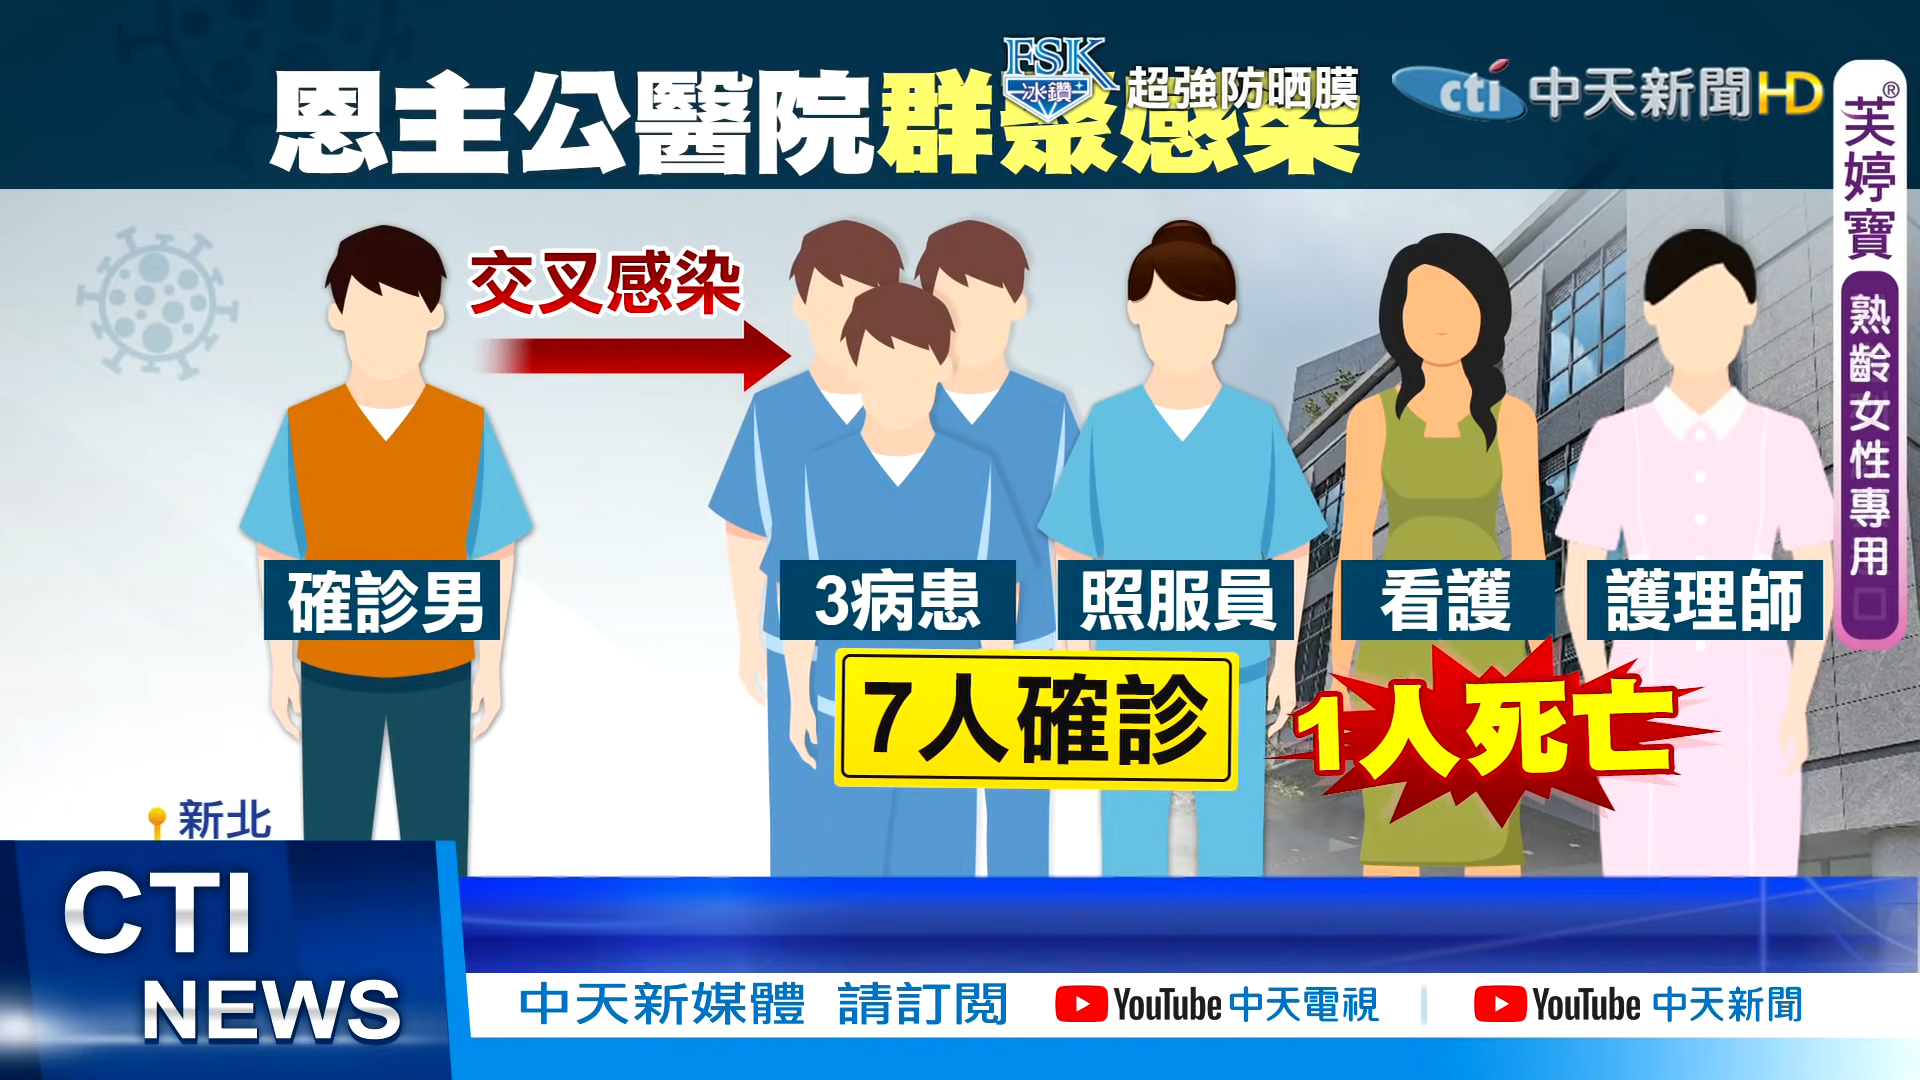 恩主公醫院群聚感染
FSK
冰鑽
超強防晒膜
cti 中天新聞HD
芙婷寶®
熟齡女性專用
交叉感染
確診男
3病患
照服員
看護
護理師
7人確診
1人死亡
新北
CTI
NEWS
中天新媒體 請訂閱 YouTube 中天電視 | YouTube 中天新聞